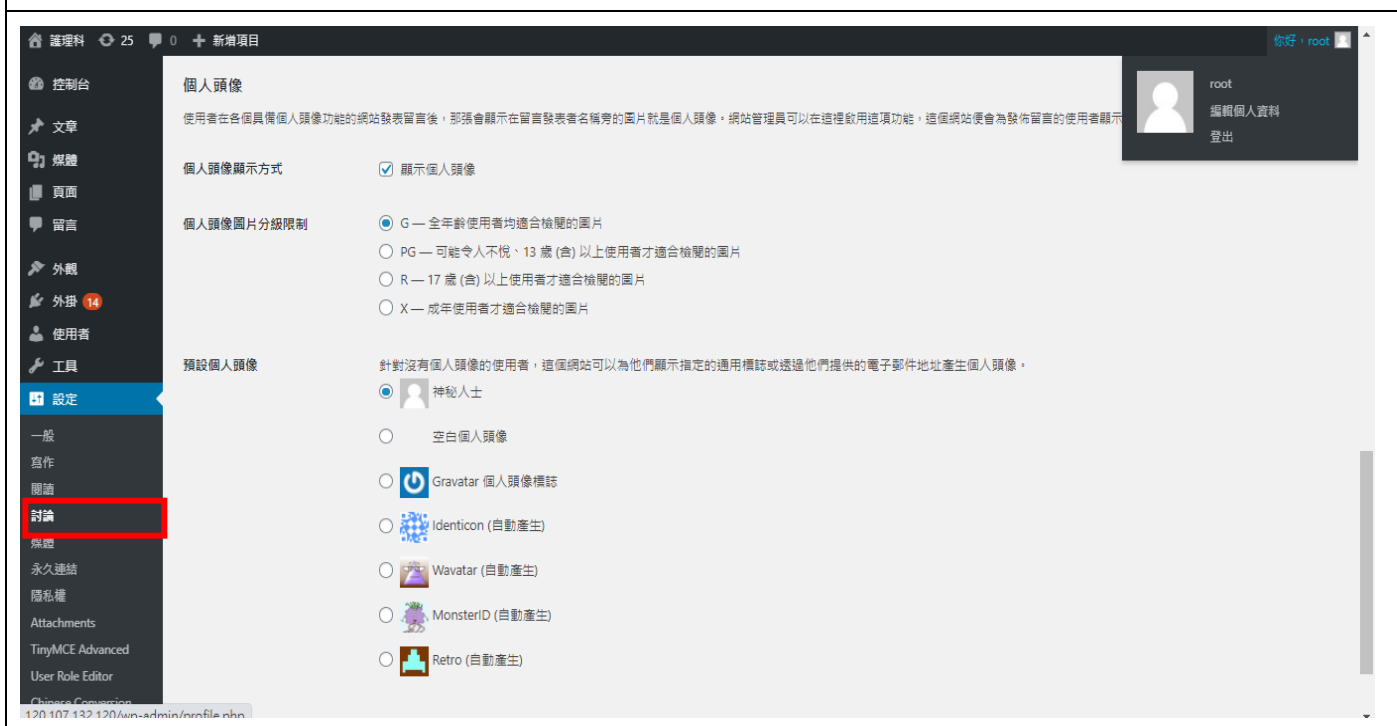 護理科 25 0 新增項目 你好，root
root
編輯個人資料
登出
控制台
文章
媒體
頁面
留言
外觀
外掛 14
使用者
工具
設定
一般
寫作
閱讀
討論
媒體
永久連結
隱私權
Attachments
TinyMCE Advanced
User Role Editor
Chinese Conversion
120.107.132.120/wp-admin/profile.php
個人頭像
使用者在各個具備個人頭像功能的網站發表留言後，那張會顯示在留言發表者名稱旁的圖片就是個人頭像。網站管理員可以在這裡啟用這項功能，這個網站便會為發佈留言的使用者顯示
個人頭像顯示方式 顯示個人頭像
個人頭像圖片分級限制 G — 全年齡使用者均適合檢閱的圖片
PG — 可能令人不悅、13 歲 (含) 以上使用者才適合檢閱的圖片
R — 17 歲 (含) 以上使用者才適合檢閱的圖片
X — 成年使用者才適合檢閱的圖片
預設個人頭像 針對沒有個人頭像的使用者，這個網站可以為他們顯示指定的通用標誌或透過他們提供的電子郵件地址產生個人頭像。
神秘人士
空白個人頭像
Gravatar 個人頭像標誌
Identicon (自動產生)
Wavatar (自動產生)
MonsterID (自動產生)
Retro (自動產生)